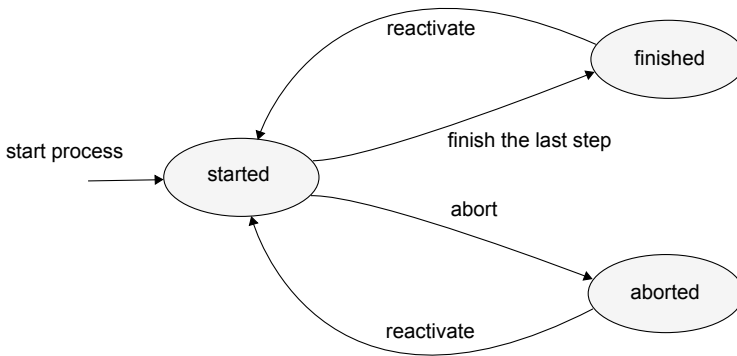 reactivate
finished
finish the last step
start process
started
abort
aborted
reactivate